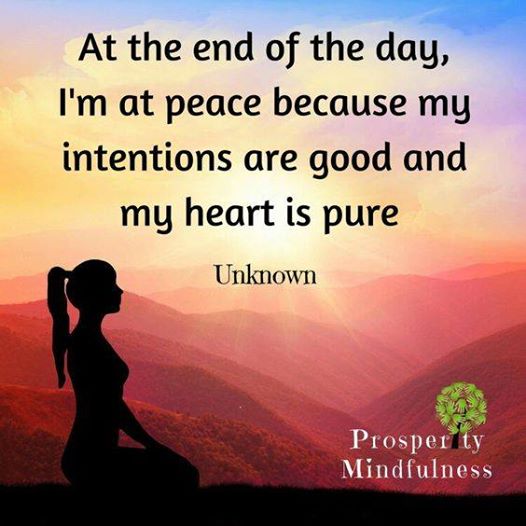 At the end of the day,
I'm at peace because my
intentions are good and
my heart is pure
Unknown
Prosperity
Mindfulness